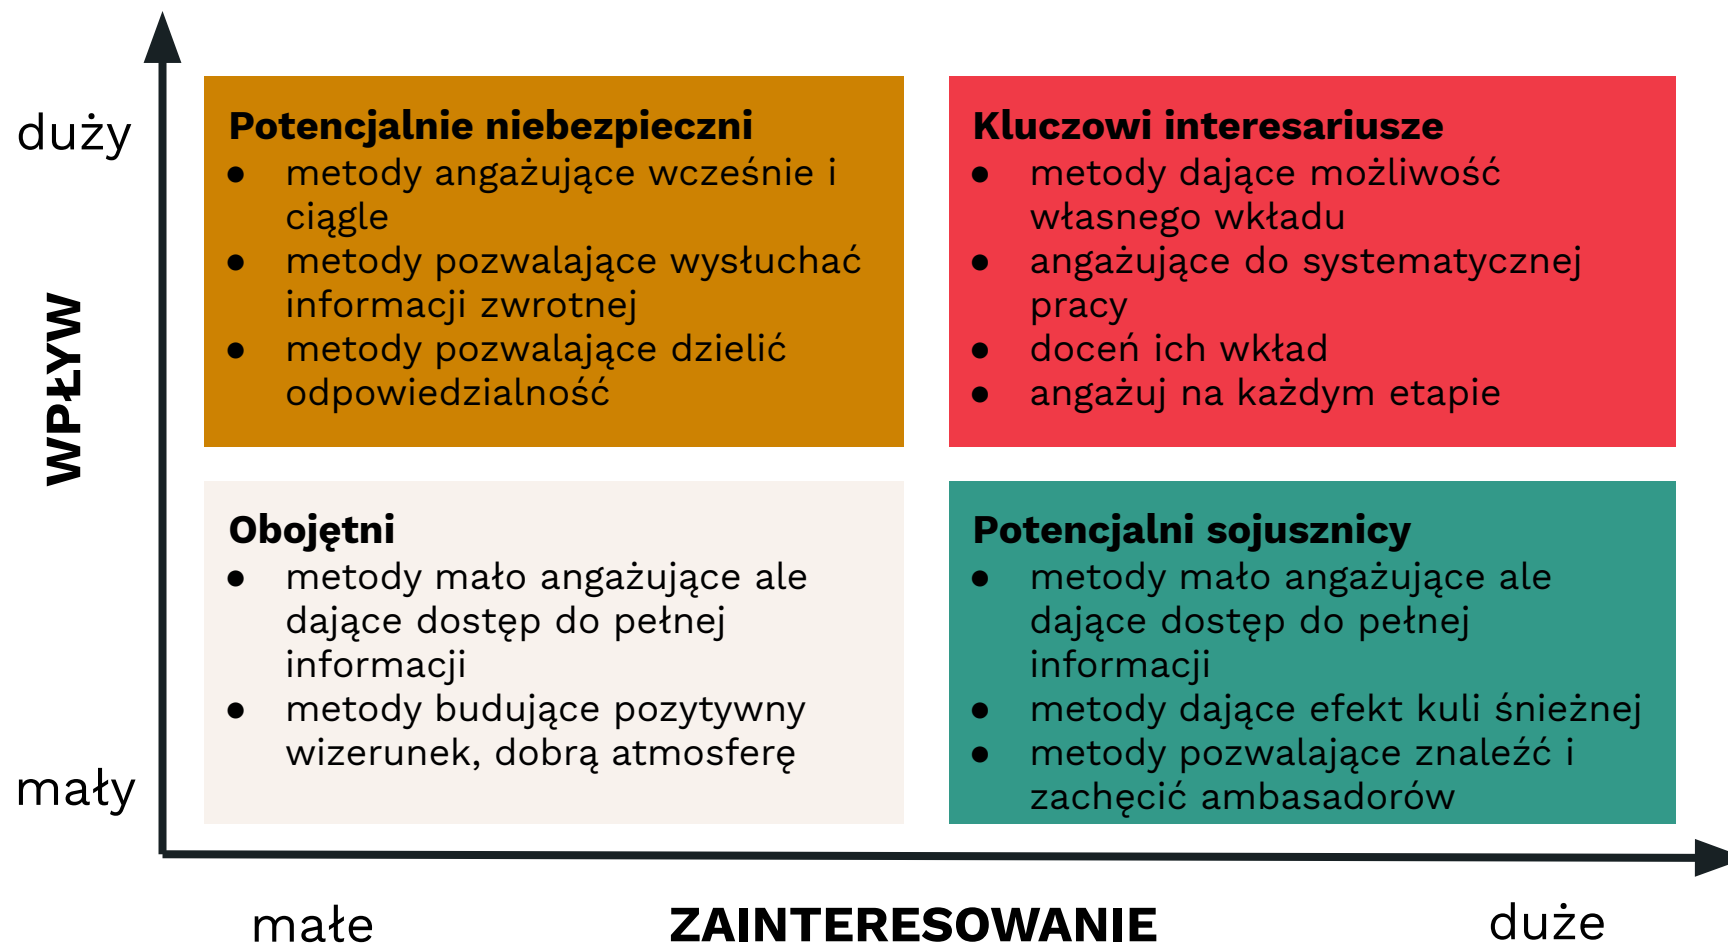 duży
WPŁYW
mały
Potencjalnie niebezpieczni
● metody angażujące wcześnie i
ciągle
● metody pozwalające wysłuchać
informacji zwrotnej
● metody pozwalające dzielić
odpowiedzialność
Kluczowi interesariusze
● metody dające możliwość
własnego wkładu
● angażujące do systematycznej
pracy
● doceń ich wkład
● angażuj na każdym etapie
Obojętni
● metody mało angażujące ale
dające dostęp do pełnej
informacji
● metody budujące pozytywny
wizerunek, dobrą atmosferę
Potencjalni sojusznicy
● metody mało angażujące ale
dające dostęp do pełnej
informacji
● metody dające efekt kuli śnieżnej
● metody pozwalające znaleźć i
zachęcić ambasadorów
małe
ZAINTERESOWANIE
duże